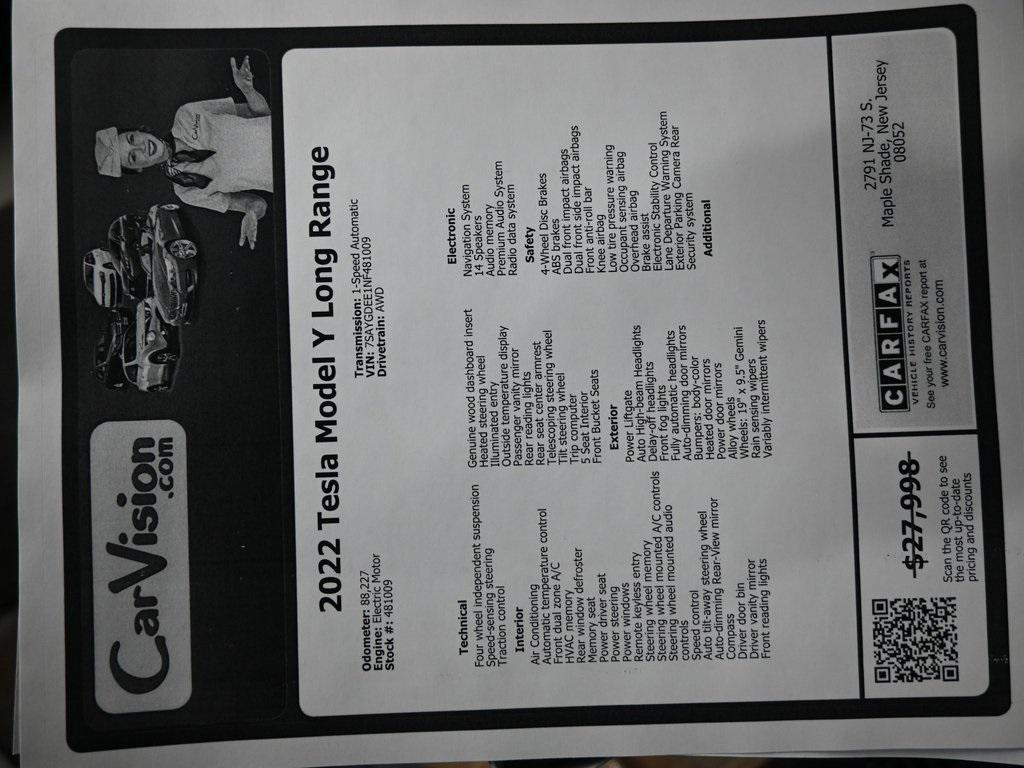 CarVision
.com
2022 Tesla Model Y Long Range
Odometer: 88,227
Engine: Electric Motor
Stock #: 481009
Transmission: 1-Speed Automatic
VIN: 7SAYGDEE1NF481009
Drivetrain: AWD
Technical
Four wheel independent suspension
Speed-sensing steering
Traction control
Interior
Air Conditioning
Automatic temperature control
Front dual zone A/C
HVAC memory
Rear window defroster
Memory seat
Power driver seat
Power steering
Power windows
Remote keyless entry
Steering wheel memory
Steering wheel mounted A/C controls
Steering wheel mounted audio
controls
Speed control
Auto tilt-away steering wheel
Auto-dimming Rear-View mirror
Compass
Driver door bin
Driver vanity mirror
Front reading lights
Genuine wood dashboard insert
Heated steering wheel
Illuminated entry
Outside temperature display
Passenger vanity mirror
Rear reading lights
Rear seat center armrest
Telescoping steering wheel
Tilt steering wheel
Trip computer
5 Seat Interior
Front Bucket Seats
Exterior
Power Liftgate
Auto High-beam Headlights
Delay-off headlights
Front fog lights
Fully automatic headlights
Auto-dimming door mirrors
Bumpers: body-color
Heated door mirrors
Power door mirrors
Alloy wheels
Wheels: 19" x 9.5" Gemini
Rain sensing wipers
Variably intermittent wipers
Electronic
Navigation System
14 Speakers
Audio memory
Premium Audio System
Radio data system
Safety
4-Wheel Disc Brakes
ABS brakes
Dual front impact airbags
Dual front side impact airbags
Front anti-roll bar
Knee airbag
Low tire pressure warning
Occupant sensing airbag
Overhead airbag
Brake assist
Electronic Stability Control
Lane Departure Warning System
Exterior Parking Camera Rear
Security system
Additional
$27,998
Scan the QR code to see
the most up-to-date
pricing and discounts
CARFAX
VEHICLE HISTORY REPORTS
See your free CARFAX report at
www.carvision.com
2791 NJ-73 S.
Maple Shade, New Jersey
08052